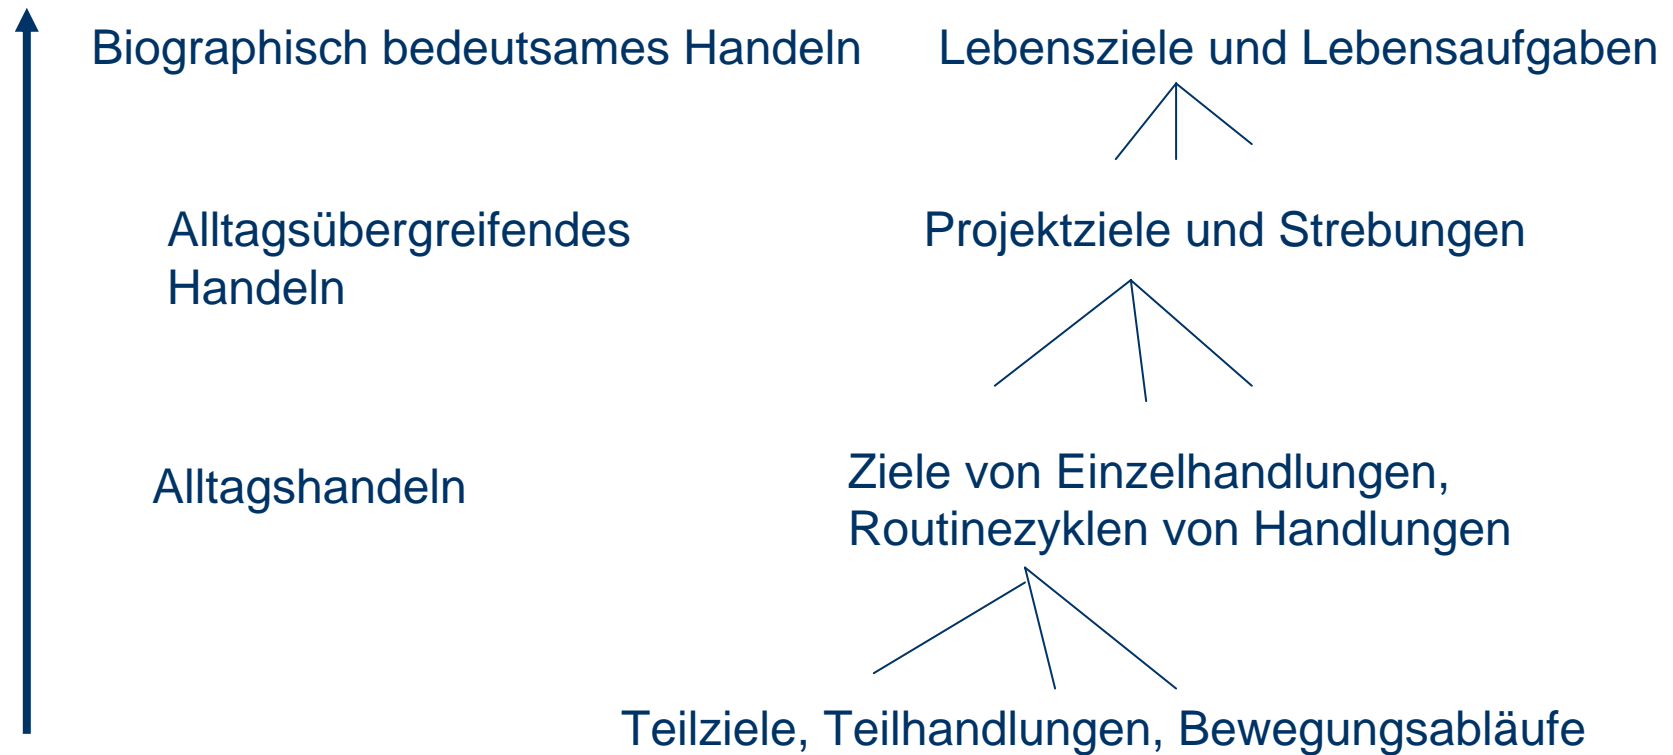 Biographisch bedeutsames Handeln
Lebensziele und Lebensaufgaben
Alltagsübergreifendes
Handeln
Projektziele und Strebungen
Alltagshandeln
Ziele von Einzelhandlungen,
Routinezyklen von Handlungen
Teilziele, Teilhandlungen, Bewegungsabläufe